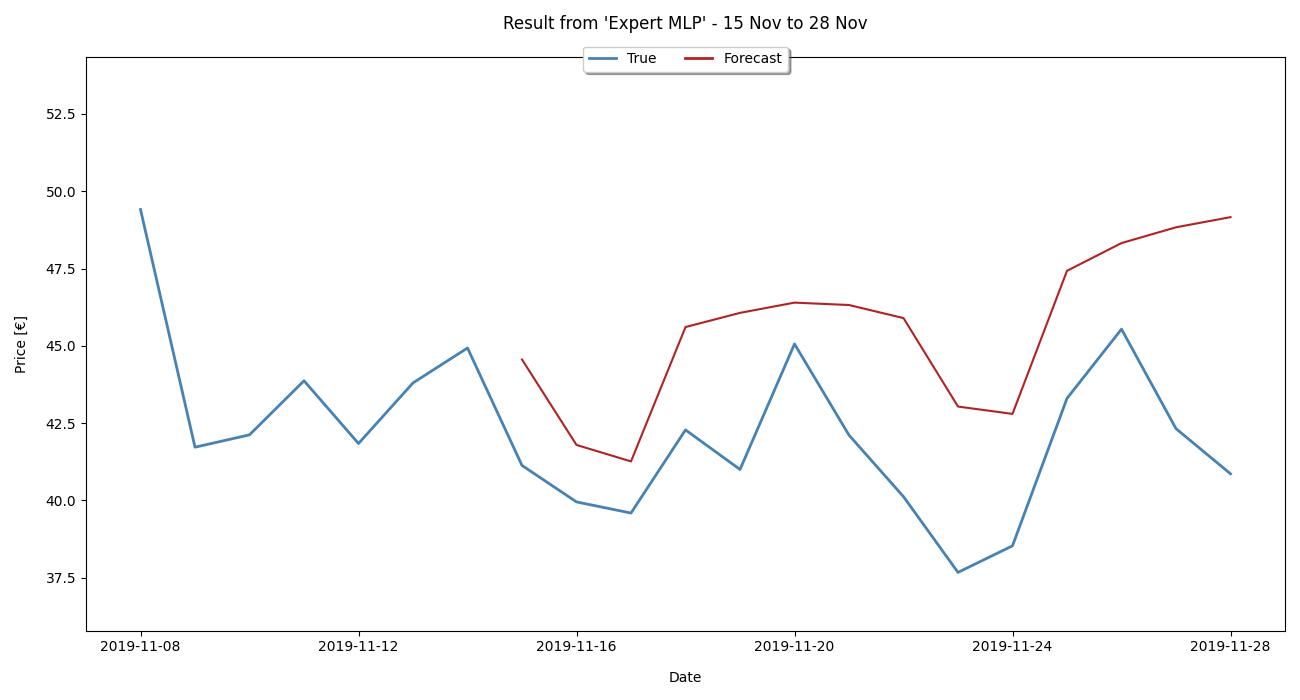 Result from 'Expert MLP' - 15 Nov to 28 Nov
True Forecast
Price [€]
52.5
50.0
47.5
45.0
42.5
40.0
37.5
2019-11-08 2019-11-12 2019-11-16 2019-11-20 2019-11-24 2019-11-28
Date